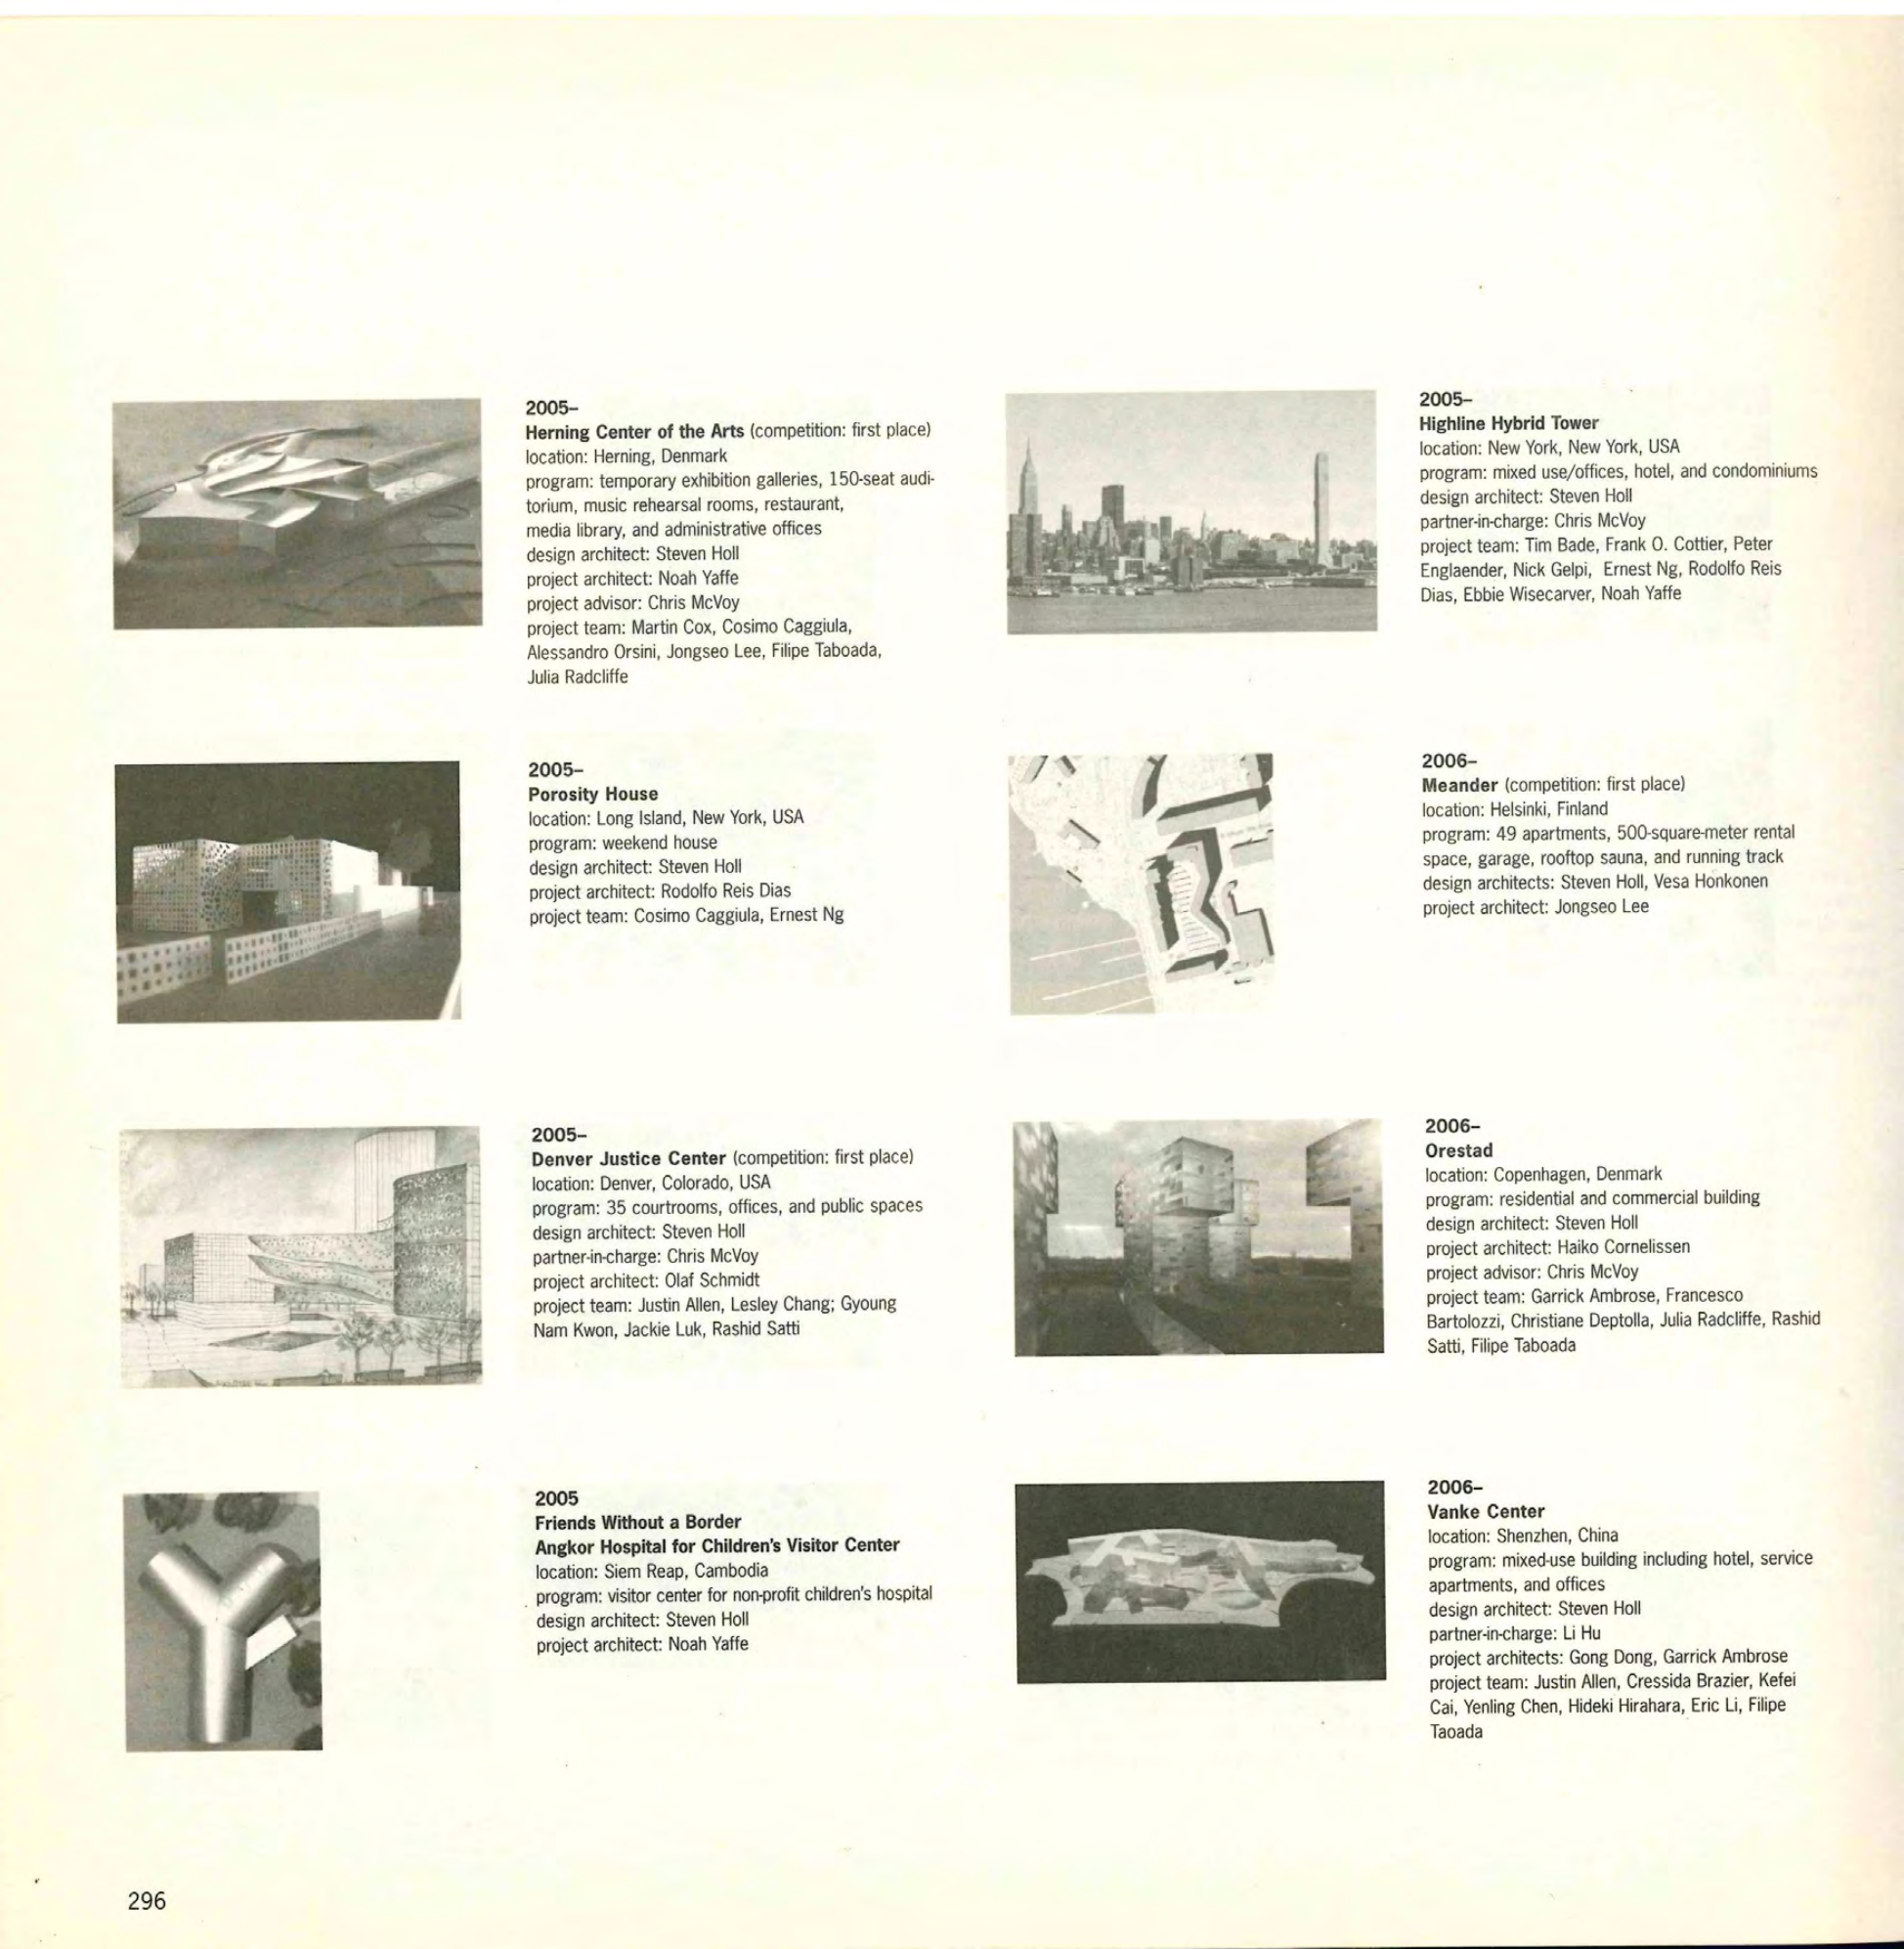 2005–
Herning Center of the Arts (competition: first place)
location: Herning, Denmark
program: temporary exhibition galleries, 150-seat audi-
torium, music rehearsal rooms, restaurant,
media library, and administrative offices
design architect: Steven Holl
project architect: Noah Yaffe
project advisor: Chris McVoy
project team: Martin Cox, Cosimo Caggiula,
Alessandro Orsini, Jongseo Lee, Filipe Taboada,
Julia Radcliffe
2005–
Porosity House
location: Long Island, New York, USA
program: weekend house
design architect: Steven Holl
project architect: Rodolfo Reis Dias
project team: Cosimo Caggiula, Ernest Ng
2005–
Denver Justice Center (competition: first place)
location: Denver, Colorado, USA
program: 35 courtrooms, offices, and public spaces
design architect: Steven Holl
partner-in-charge: Chris McVoy
project architect: Olaf Schmidt
project team: Justin Allen, Lesley Chang; Gyoung
Nam Kwon, Jackie Luk, Rashid Satti
2005
Friends Without a Border
Angkor Hospital for Children's Visitor Center
location: Siem Reap, Cambodia
program: visitor center for non-profit children's hospital
design architect: Steven Holl
project architect: Noah Yaffe
2005–
Highline Hybrid Tower
location: New York, New York, USA
program: mixed use/offices, hotel, and condominiums
design architect: Steven Holl
partner-in-charge: Chris McVoy
project team: Tim Bade, Frank O. Cottier, Peter
Englaender, Nick Gelpi, Ernest Ng, Rodolfo Reis
Dias, Ebbie Wisecarver, Noah Yaffe
2006–
Meander (competition: first place)
location: Helsinki, Finland
program: 49 apartments, 500-square-meter rental
space, garage, rooftop sauna, and running track
design architects: Steven Holl, Vesa Honkonen
project architect: Jongseo Lee
2006–
Orestad
location: Copenhagen, Denmark
program: residential and commercial building
design architect: Steven Holl
project architect: Haiko Cornelissen
project advisor: Chris McVoy
project team: Garrick Ambrose, Francesco
Bartolozzi, Christiane Deptolla, Julia Radcliffe, Rashid
Satti, Filipe Taboada
2006–
Vanke Center
location: Shenzhen, China
program: mixed-use building including hotel, service
apartments, and offices
design architect: Steven Holl
partner-in-charge: Li Hu
project architects: Gong Dong, Garrick Ambrose
project team: Justin Allen, Cressida Brazier, Kefei
Cai, Yenling Chen, Hideki Hirahara, Eric Li, Filipe
Taoada
296